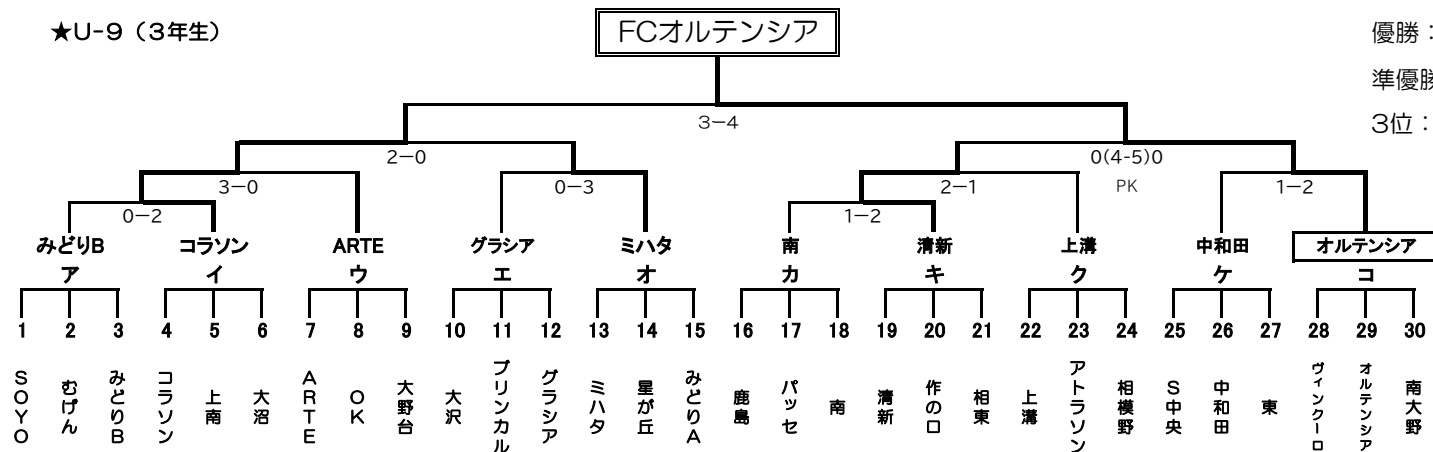 ★U-9（３年生）
FCオルテンシア
優勝：
準優勝
3位：
3－4
2－0
0(4-5)0
3－0
0－3
2－1
PK
1－2
0－2
1－2
みどりB
コラソン
ARTE
グラシア
ミハタ
南
清新
上溝
中和田
オルテンシア
ア
イ
ウ
エ
オ
カ
キ
ク
ケ
コ
1 2 3 4 5 6 7 8 9 10 11 12 13 14 15 16 17 18 19 20 21 22 23 24 25 26 27 28 29 30
SOYO
むげん
みどりB
コラソン
上南
大沼
ARTE
OK
大野台
大沢
プリンカル
グラシア
ミハタ
星が丘
みどりA
鹿島
パッセ
南
清新
作の口
相東
上溝
アトラソン
相模野
S中央
中和田
東
ヴィンクーロ
オルテンシア
南大野